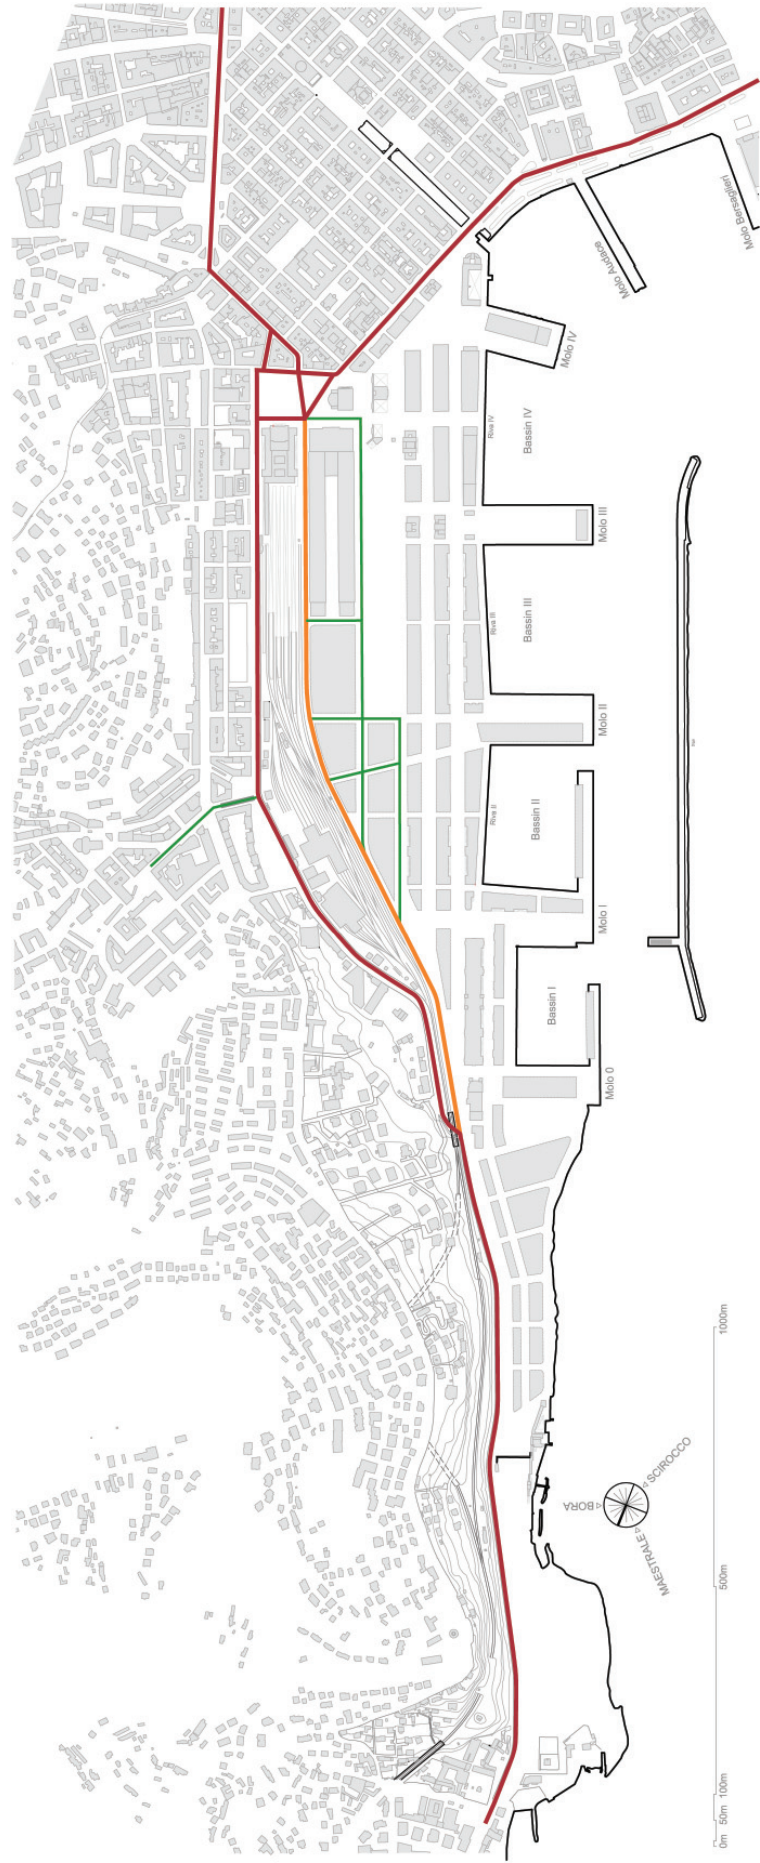 Molo Bersaglieri
Molo Audace
Molo IV
Riva IV
Bassin IV
Molo III
Riva III
Bassin III
Molo II
Riva II
Bassin II
Molo I
Bassin I
Molo 0
1000m
SCIROCCO
BORA
MAESTRALE
500m
100m
50m
0m